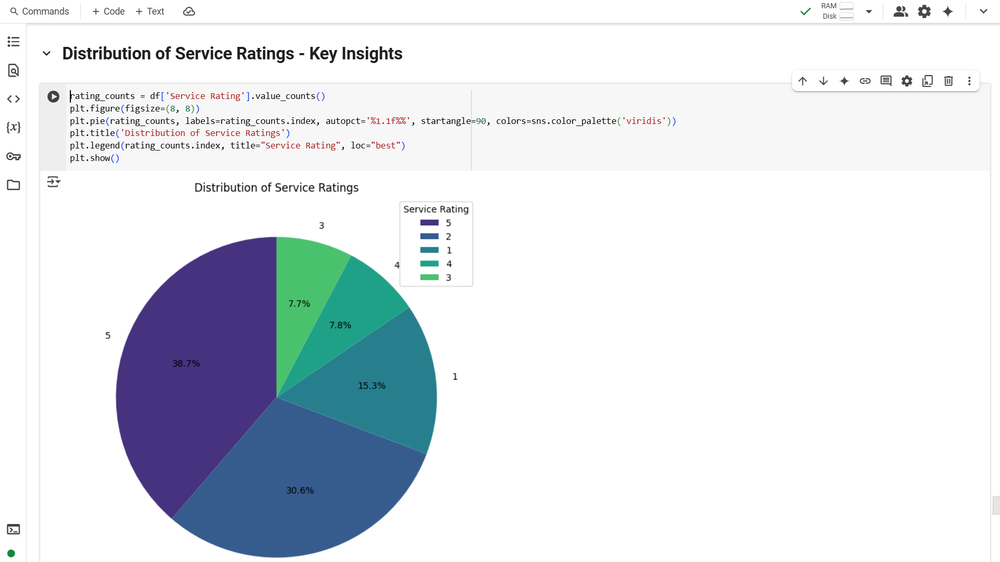 Commands
+ Code
+ Text
RAM
Disk
Distribution of Service Ratings - Key Insights
rating_counts = df['Service Rating'].value_counts()
plt.figure(figsize=(8, 8))
plt.pie(rating_counts, labels=rating_counts.index, autopct='%1.1f%%', startangle=90, colors=sns.color_palette('viridis'))
plt.title('Distribution of Service Ratings')
plt.legend(rating_counts.index, title="Service Rating", loc="best")
plt.show()
Distribution of Service Ratings
Service Rating
5
2
1
4
3
3
4
7.7%
7.8%
5
38.7%
1
15.3%
30.6%
{x}